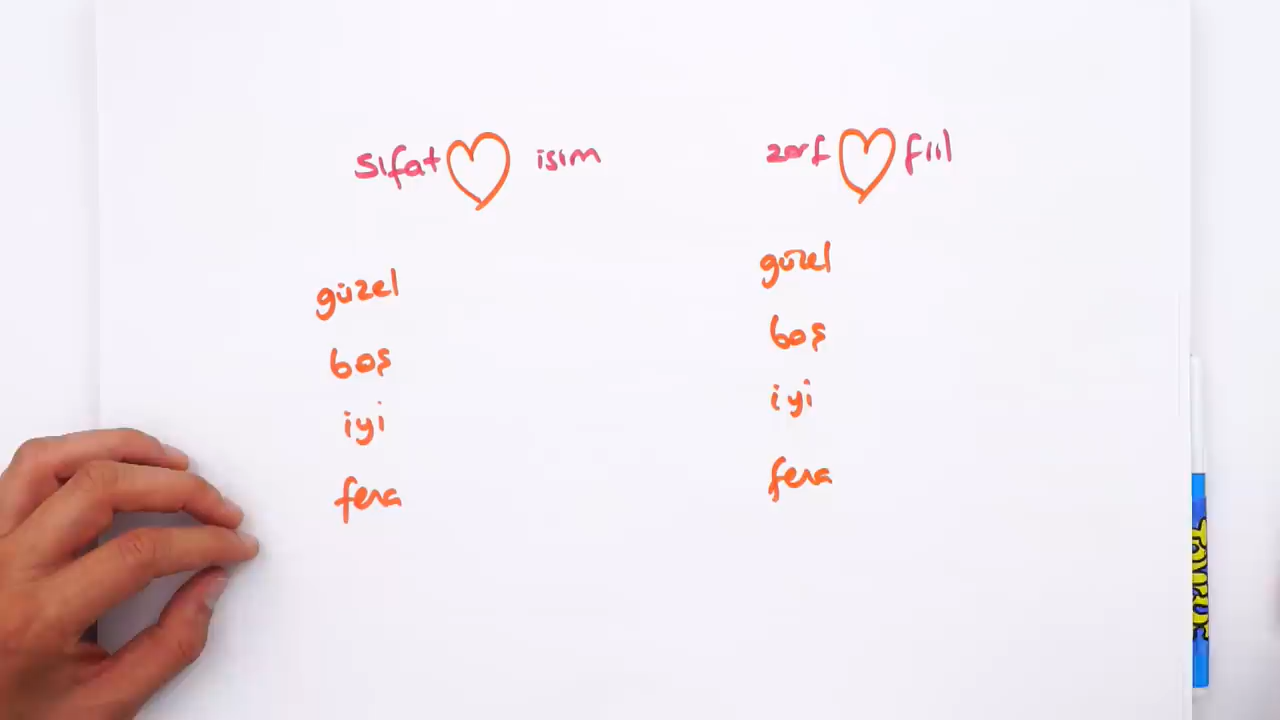 sıfat isim
güzel
boş
iyi
fena
zarf fiil
güzel
boş
iyi
fena